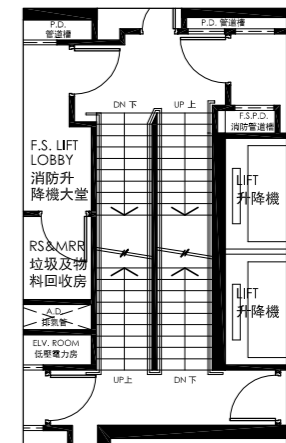 P.D.
管道槽
P.D. 管道槽
DN 下
UP 上
F.S.P.D.
消防管道槽
F.S. LIFT
LOBBY
消防升
降機大堂
LIFT
升降機
RS&MRR
垃圾及物
料回收房
LIFT
升降機
A.D.
排氣管
ELV. ROOM
低壓電力房
UP上
DN 下